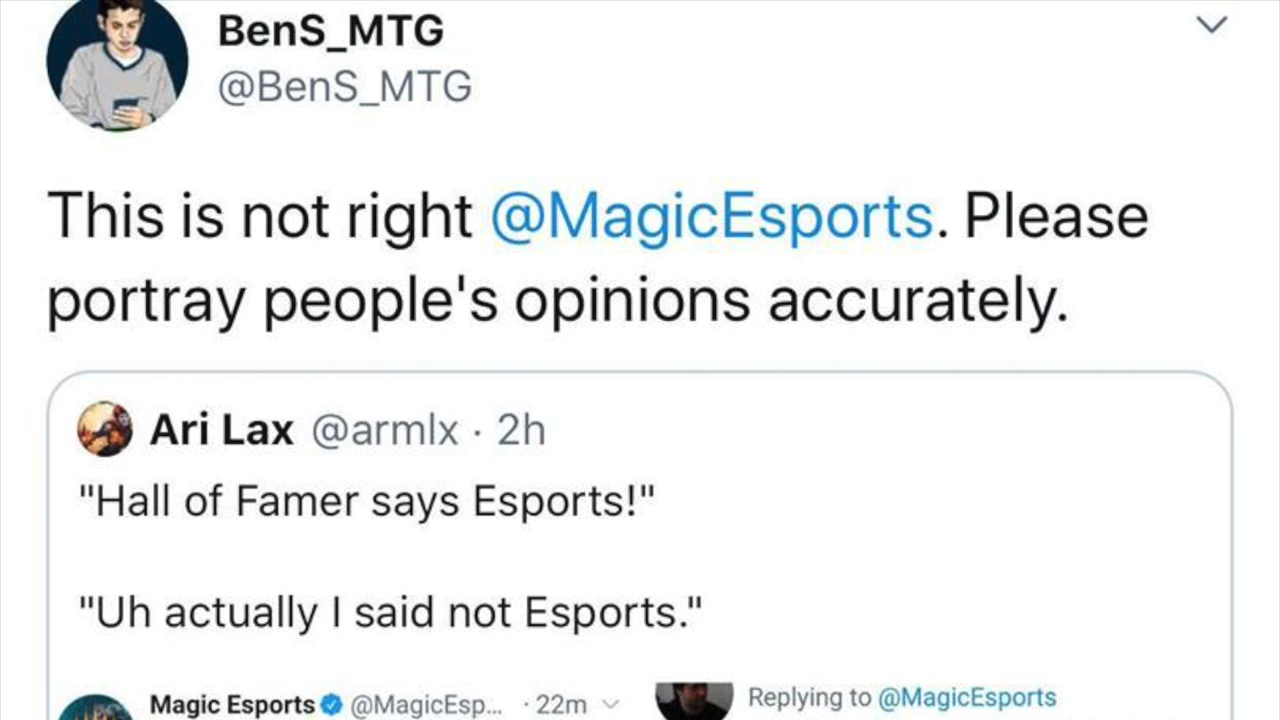 BenS_MTG
@BenS_MTG
This is not right @MagicEsports. Please
portray people's opinions accurately.
Ari Lax @armlx · 2h
"Hall of Famer says Esports!"
"Uh actually I said not Esports."
Magic Esports @MagicEsp... · 22m
Replying to @MagicEsports